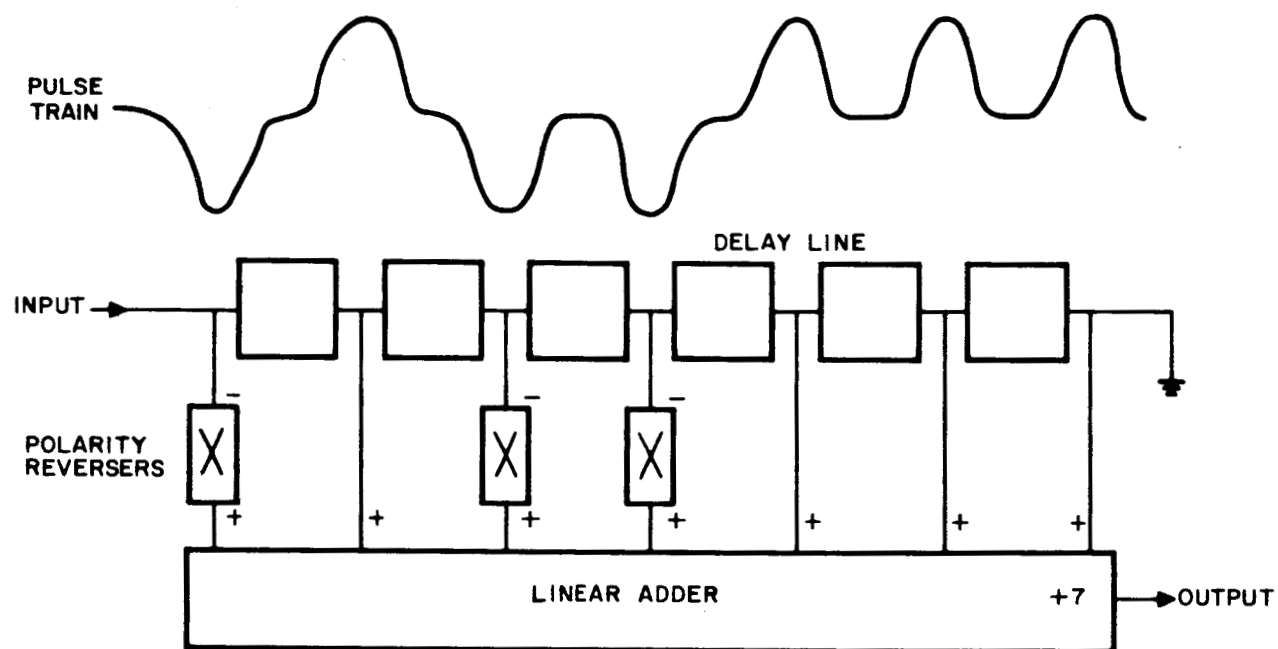 PULSE
TRAIN
DELAY LINE
INPUT
− − −
POLARITY
REVERSERS
+ + + + + + +
LINEAR ADDER +7 OUTPUT